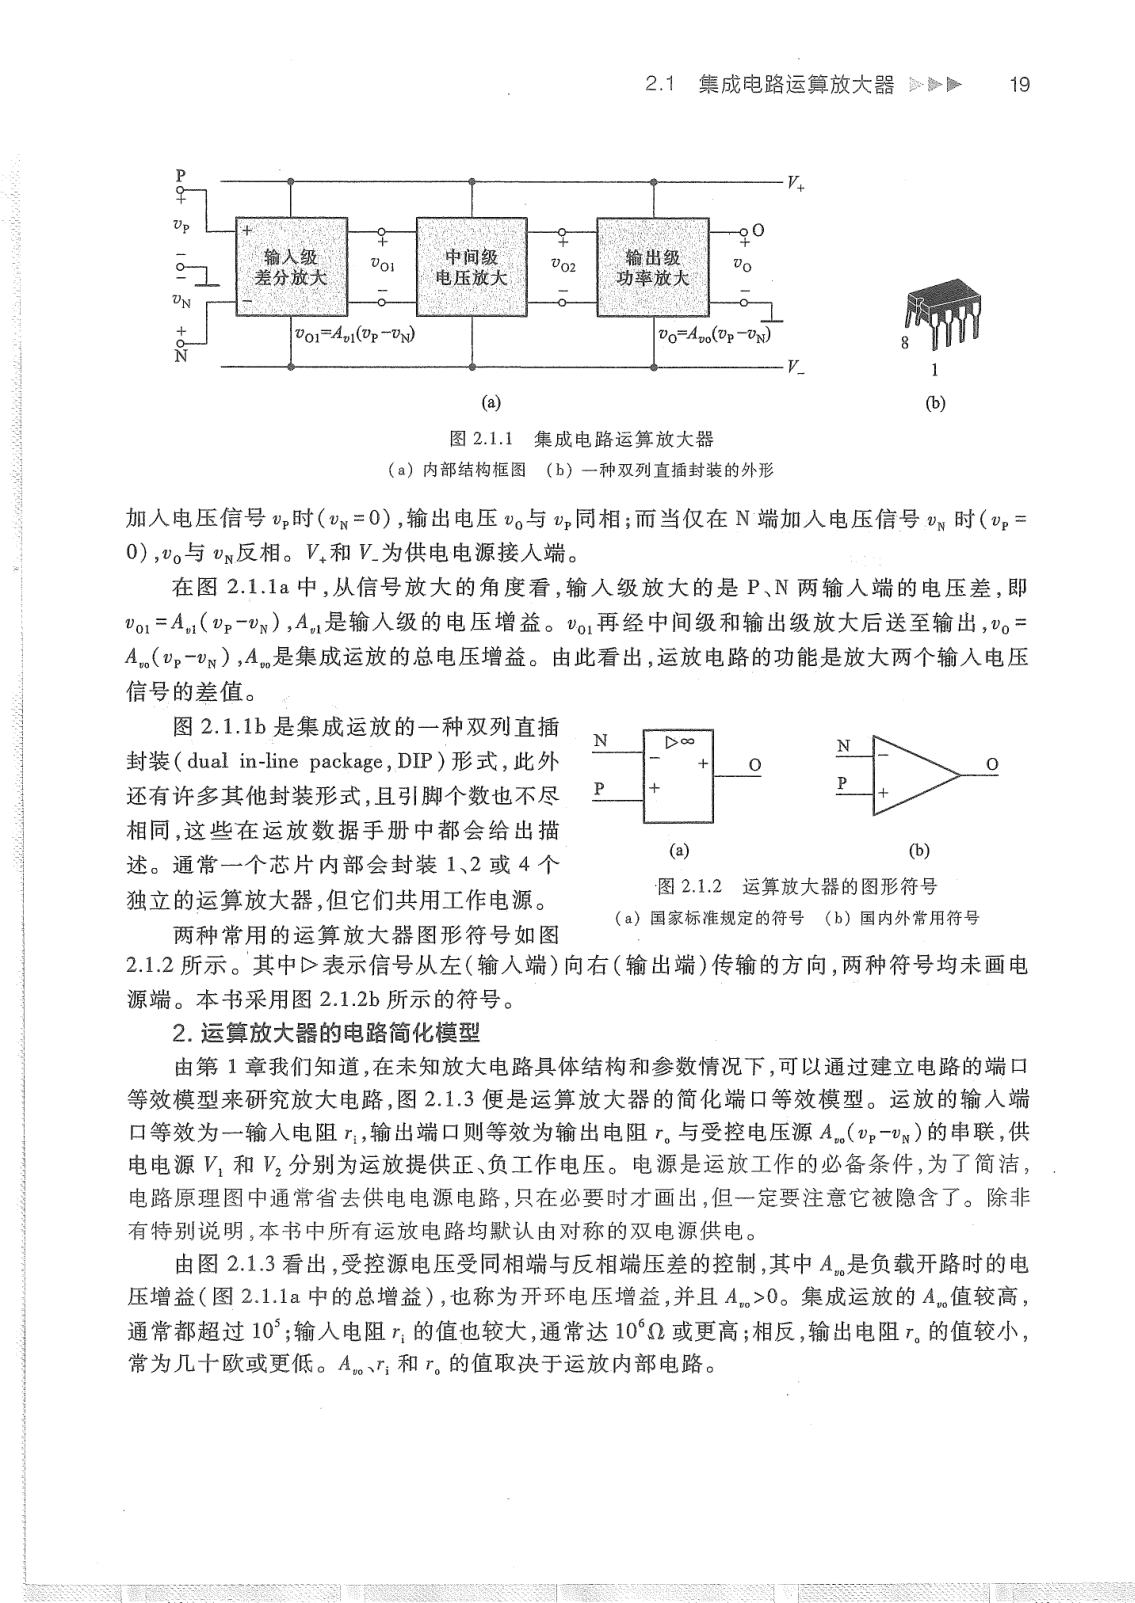 2.1 集成电路运算放大器 19
P
V₊
+
v_P
+
输入级
差分放大
+
v_O1
中间级
电压放大
+
v_O2
输出级
功率放大
O
+
v_O
−
−
v_N
−
−
−
−
+
N
v_O1=A_v1(v_P−v_N)
v_O=A_vo(v_P−v_N)
V₋
8
1
(a)
(b)
图 2.1.1 集成电路运算放大器
(a) 内部结构框图 (b) 一种双列直插封装的外形
加入电压信号 v_P时(v_N=0),输出电压 v_O与 v_P同相;而当仅在 N 端加入电压信号 v_N 时(v_P=
0),v_O与 v_N反相。V₊和 V₋为供电电源接入端。
在图 2.1.1a 中,从信号放大的角度看,输入级放大的是 P、N 两输入端的电压差,即
v_O1=A_v1(v_P−v_N),A_v1是输入级的电压增益。v_O1再经中间级和输出级放大后送至输出,v_O=
A_vo(v_P−v_N),A_vo是集成运放的总电压增益。由此看出,运放电路的功能是放大两个输入电压
信号的差值。
图 2.1.1b 是集成运放的一种双列直插
封装(dual in-line package,DIP)形式,此外
还有许多其他封装形式,且引脚个数也不尽
相同,这些在运放数据手册中都会给出描
述。通常一个芯片内部会封装 1、2 或 4 个
独立的运算放大器,但它们共用工作电源。
两种常用的运算放大器图形符号如图
N
▷∞
−
+
O
P
+
N
−
O
P
+
(a)
(b)
图 2.1.2 运算放大器的图形符号
(a) 国家标准规定的符号 (b) 国内外常用符号
2.1.2 所示。其中▷表示信号从左(输入端)向右(输出端)传输的方向,两种符号均未画电
源端。本书采用图 2.1.2b 所示的符号。
2. 运算放大器的电路简化模型
由第 1 章我们知道,在未知放大电路具体结构和参数情况下,可以通过建立电路的端口
等效模型来研究放大电路,图 2.1.3 便是运算放大器的简化端口等效模型。运放的输入端
口等效为一输入电阻 r_i,输出端口则等效为输出电阻 r_o 与受控电压源 A_vo(v_P−v_N)的串联,供
电电源 V₁ 和 V₂ 分别为运放提供正、负工作电压。电源是运放工作的必备条件,为了简洁,
电路原理图中通常省去供电电源电路,只在必要时才画出,但一定要注意它被隐含了。除非
有特别说明,本书中所有运放电路均默认由对称的双电源供电。
由图 2.1.3 看出,受控源电压受同相端与反相端压差的控制,其中 A_vo是负载开路时的电
压增益(图 2.1.1a 中的总增益),也称为开环电压增益,并且 A_vo>0。集成运放的 A_vo值较高,
通常都超过 10⁵;输入电阻 r_i 的值也较大,通常达 10⁶Ω 或更高;相反,输出电阻 r_o 的值较小,
常为几十欧或更低。A_vo、r_i 和 r_o 的值取决于运放内部电路。